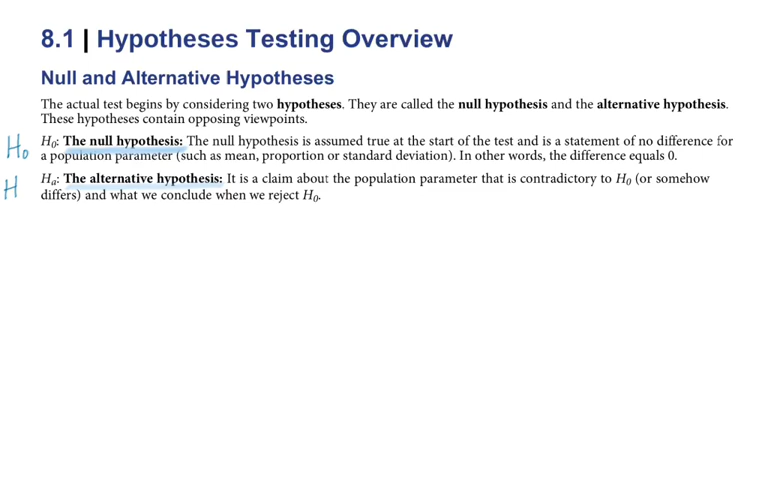 8.1 | Hypotheses Testing Overview
Null and Alternative Hypotheses
The actual test begins by considering two hypotheses. They are called the null hypothesis and the alternative hypothesis.
These hypotheses contain opposing viewpoints.
H₀
H₀: The null hypothesis: The null hypothesis is assumed true at the start of the test and is a statement of no difference for
a population parameter (such as mean, proportion or standard deviation). In other words, the difference equals 0.
H
Hₐ: The alternative hypothesis: It is a claim about the population parameter that is contradictory to H₀ (or somehow
differs) and what we conclude when we reject H₀.